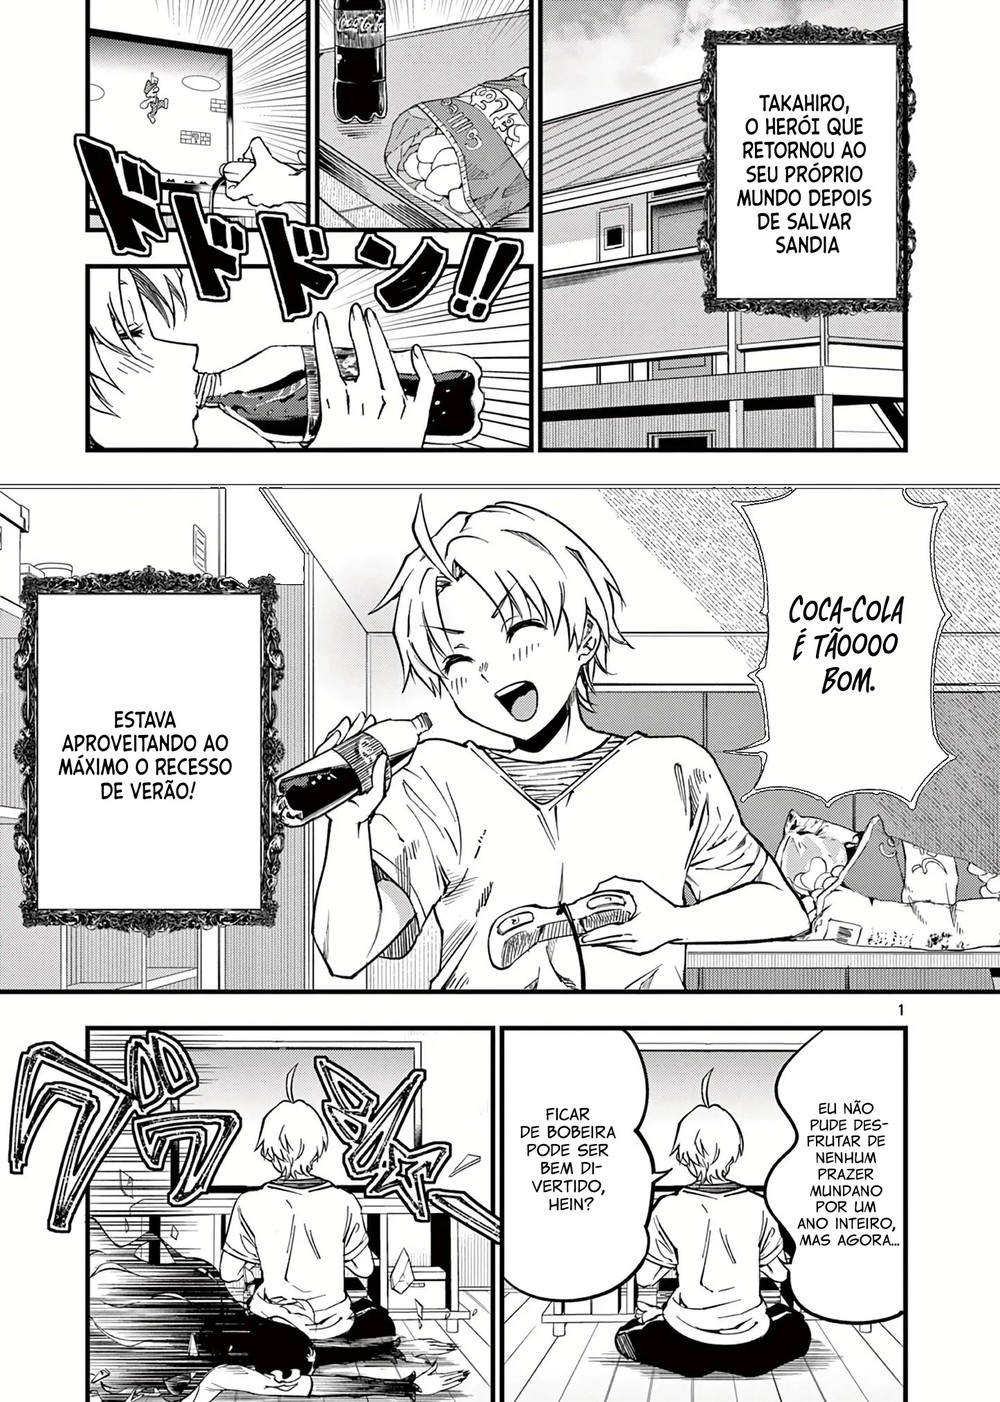 TAKAHIRO,
O HERÓI QUE
RETORNOU AO
SEU PRÓPRIO
MUNDO DEPOIS
DE SALVAR
SANDIA
Coca-Cola
ドドドン!!
COCA-COLA
É TÃOOOO
BOM.
ESTAVA
APROVEITANDO AO
MÁXIMO O RECESSO
DE VERÃO!
1
EU NÃO
PUDE DES-
FRUTAR DE
NENHUM
PRAZER
MUNDANO
POR UM
ANO INTEIRO,
MAS AGORA...
FICAR
DE BOBEIRA
PODE SER
BEM DI-
VERTIDO,
HEIN?